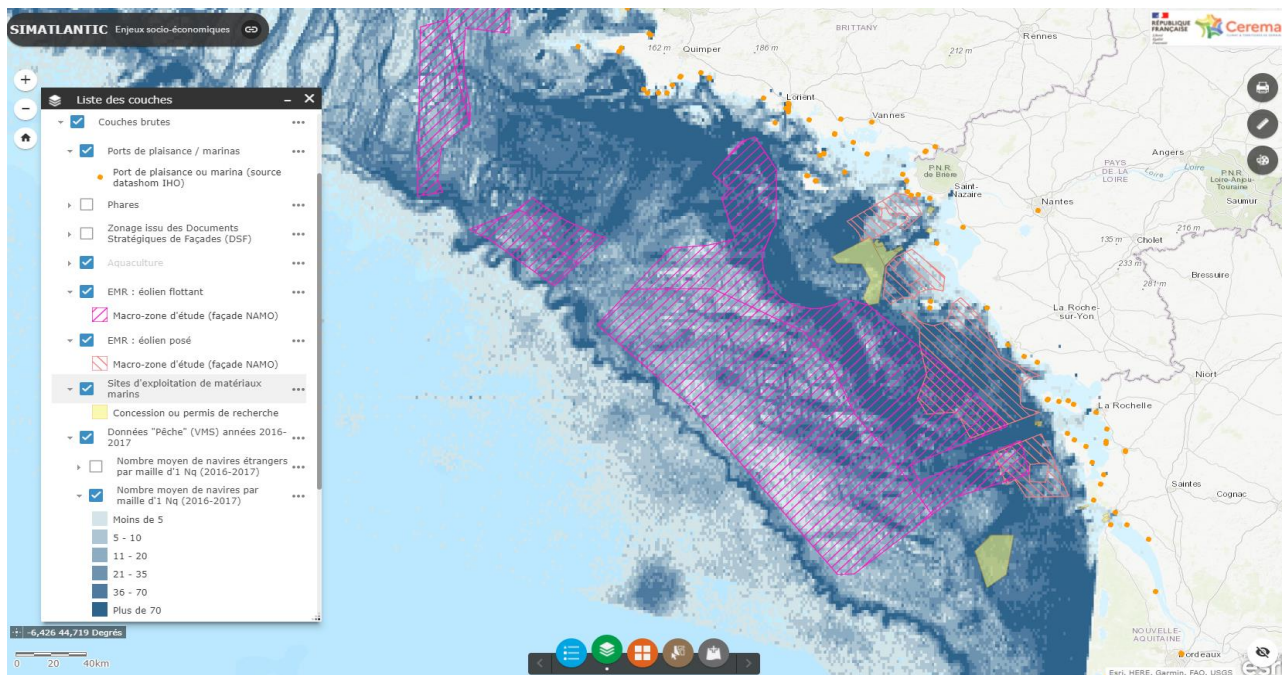 SIMATLANTIC Enjeux socio-économiques
RÉPUBLIQUE
FRANÇAISE
Cerema
BRITTANY
Rennes
162 m
Quimper
186 m
212 m
Lorient
Vannes
Angers
PAYS
DE LA
LOIRE
Loire
P.N.R.
Loire-Anjou-
Touraine
P.N.R.
de Brière
Saint-
Nazaire
Saumur
Nantes
135 m
Cholet
216 m
233 m
Bressuire
281 m
La Roche-
sur-Yon
Niort
La Rochelle
Saintes
Cognac
NOUVELLE-
AQUITAINE
Bordeaux
Liste des couches
Couches brutes
Ports de plaisance / marinas
Port de plaisance ou marina (source
datashom IHO)
Phares
Zonage issu des Documents
Stratégiques de Façades (DSF)
Aquaculture
EMR : éolien flottant
Macro-zone d'étude (façade NAMO)
EMR : éolien posé
Macro-zone d'étude (façade NAMO)
Sites d'exploitation de matériaux
marins
Concession ou permis de recherche
Données "Pêche" (VMS) années 2016-
2017
Nombre moyen de navires étrangers
par maille d'1 Nq (2016-2017)
Nombre moyen de navires par
maille d'1 Nq (2016-2017)
Moins de 5
5 - 10
11 - 20
21 - 35
36 - 70
Plus de 70
-6,426 44,719 Degrés
0 20 40km
Esri, HERE, Garmin, FAO, USGS
esri